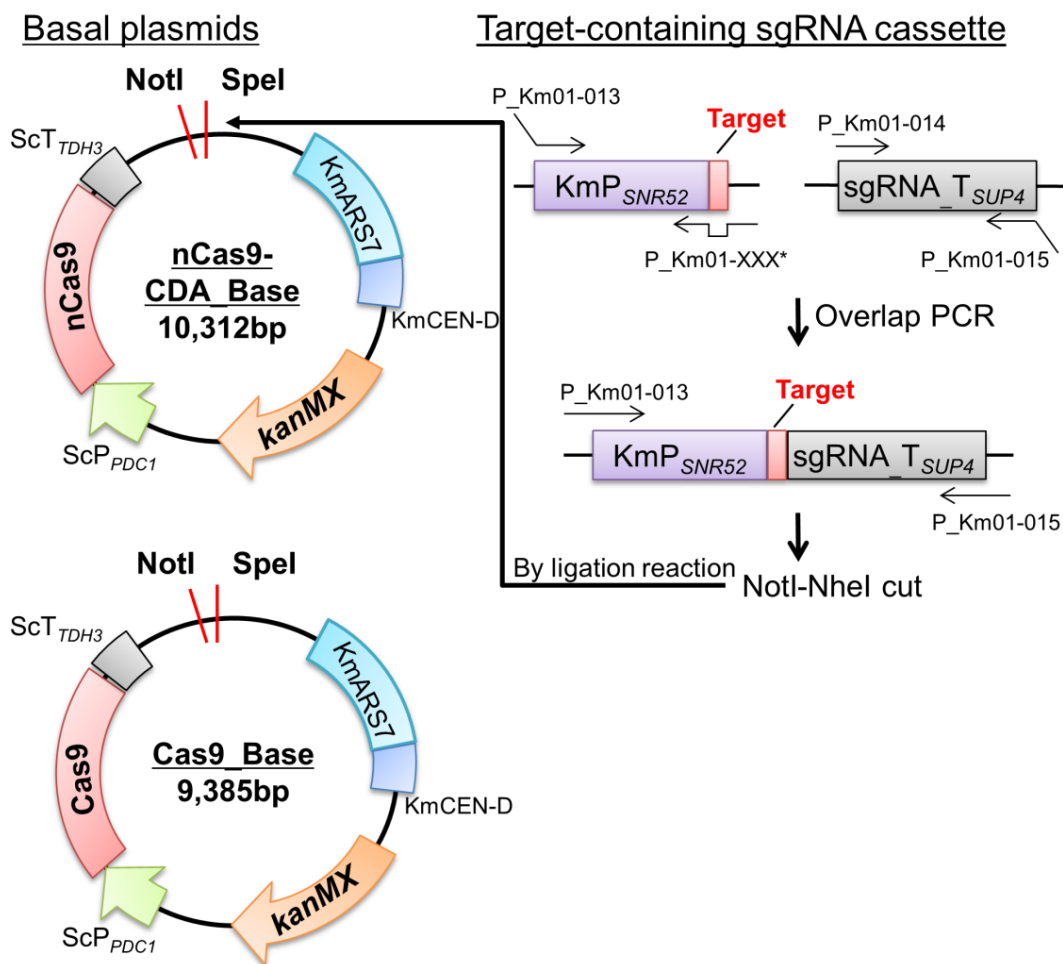 Basal plasmids
NotI SpeI
ScT TDH3
nCas9
KmARS7
nCas9-
CDA_Base
10,312bp
KmCEN-D
kanMX
ScP PDC1
NotI SpeI
ScT TDH3
Cas9
KmARS7
Cas9_Base
9,385bp
KmCEN-D
kanMX
ScP PDC1
Target-containing sgRNA cassette
P_Km01-013
Target
P_Km01-014
KmP SNR52
sgRNA_T SUP4
P_Km01-XXX*
P_Km01-015
Overlap PCR
P_Km01-013
Target
KmP SNR52
sgRNA_T SUP4
P_Km01-015
By ligation reaction
NotI-NheI cut